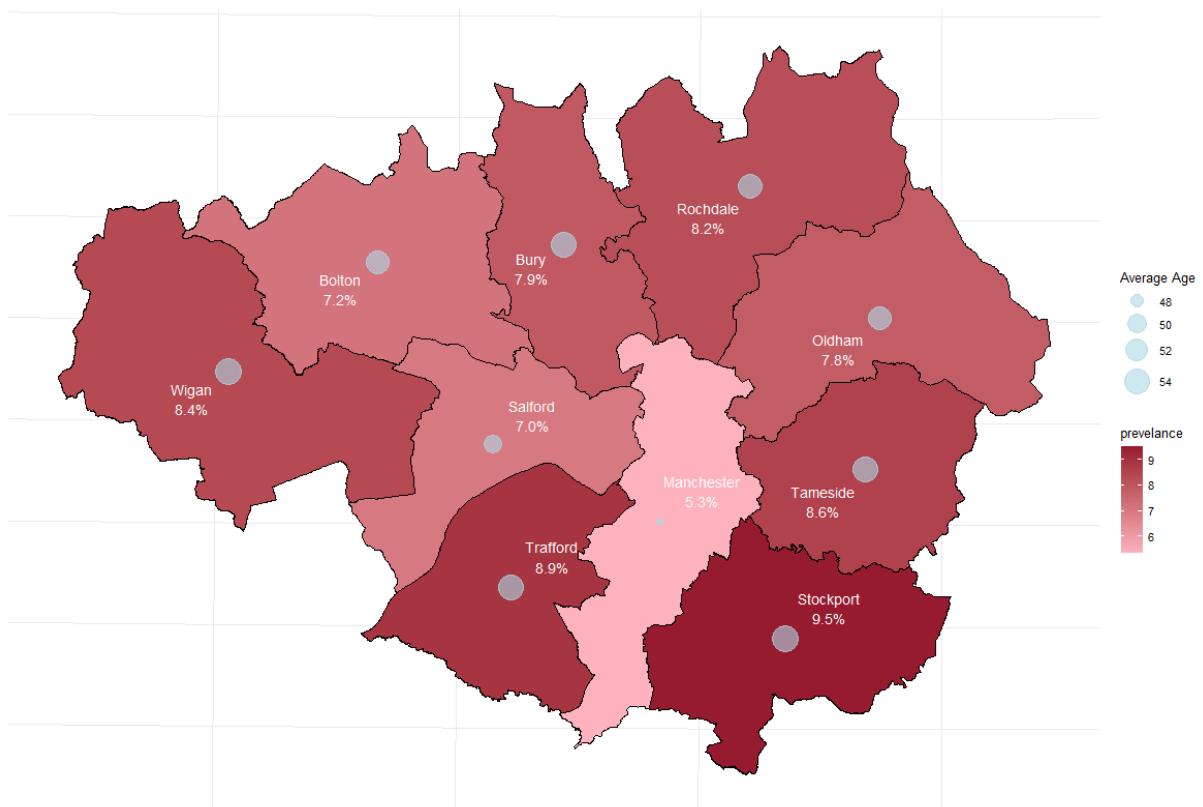 Rochdale
8.2%
Bury
7.9%
Bolton
7.2%
Oldham
7.8%
Wigan
8.4%
Salford
7.0%
Manchester
5.3%
Tameside
8.6%
Trafford
8.9%
Stockport
9.5%
Average Age
48
50
52
54
prevelance
9
8
7
6